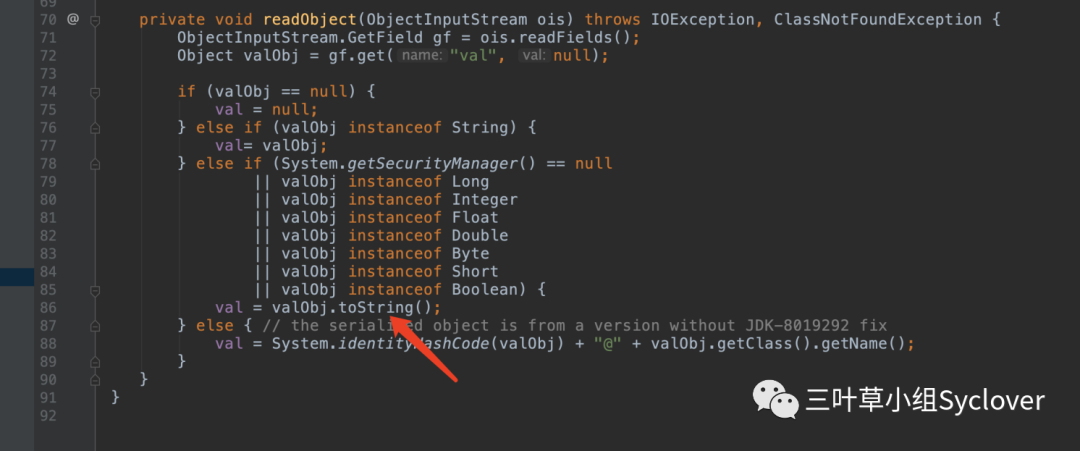 69
70 @ private void readObject(ObjectInputStream ois) throws IOException, ClassNotFoundException {
71 ObjectInputStream.GetField gf = ois.readFields();
72 Object valObj = gf.get( name: "val", val: null);
73
74 if (valObj == null) {
75 val = null;
76 } else if (valObj instanceof String) {
77 val= valObj;
78 } else if (System.getSecurityManager() == null
79 || valObj instanceof Long
80 || valObj instanceof Integer
81 || valObj instanceof Float
82 || valObj instanceof Double
83 || valObj instanceof Byte
84 || valObj instanceof Short
85 || valObj instanceof Boolean) {
86 val = valObj.toString();
87 } else { // the serialized object is from a version without JDK-8019292 fix
88 val = System.identityHashCode(valObj) + "@" + valObj.getClass().getName();
89 }
90 }
91 }
92
三叶草小组Syclover